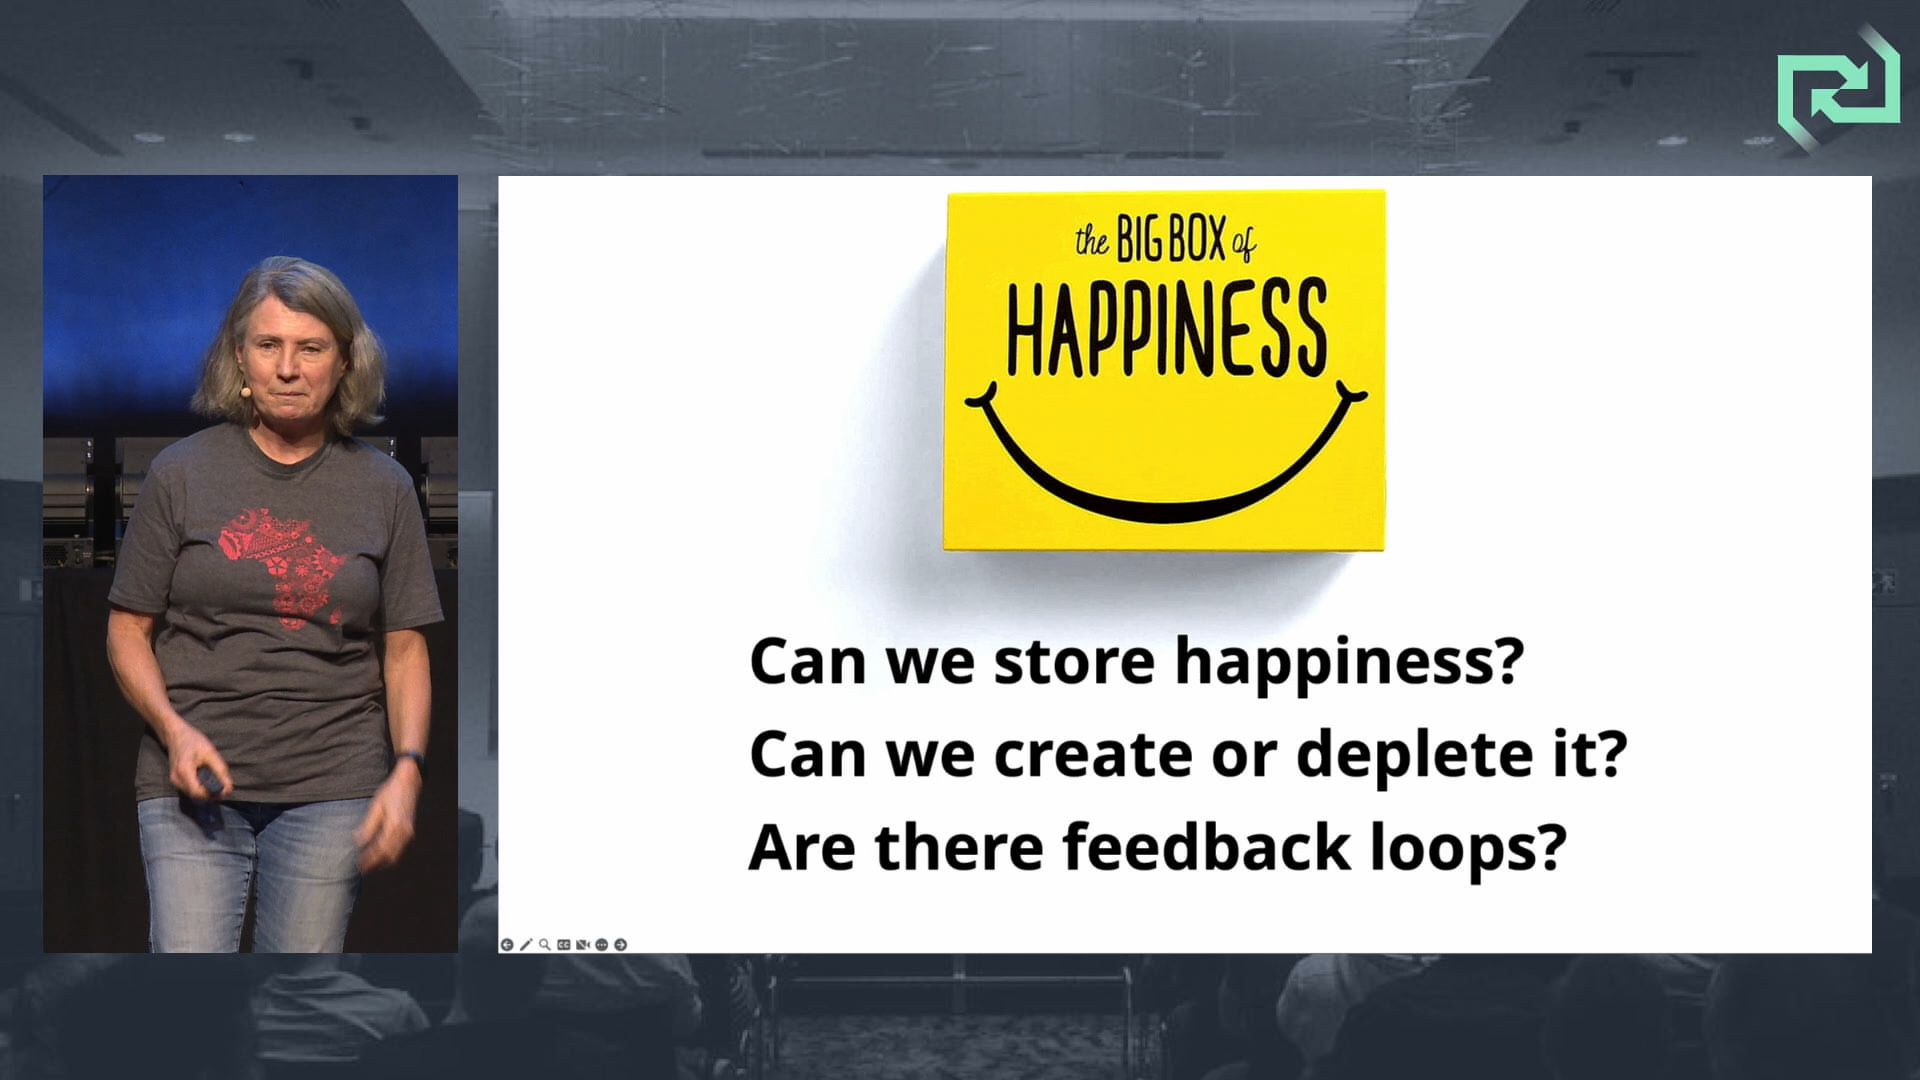 the BIG BOX of
HAPPINESS
Can we store happiness?
Can we create or deplete it?
Are there feedback loops?